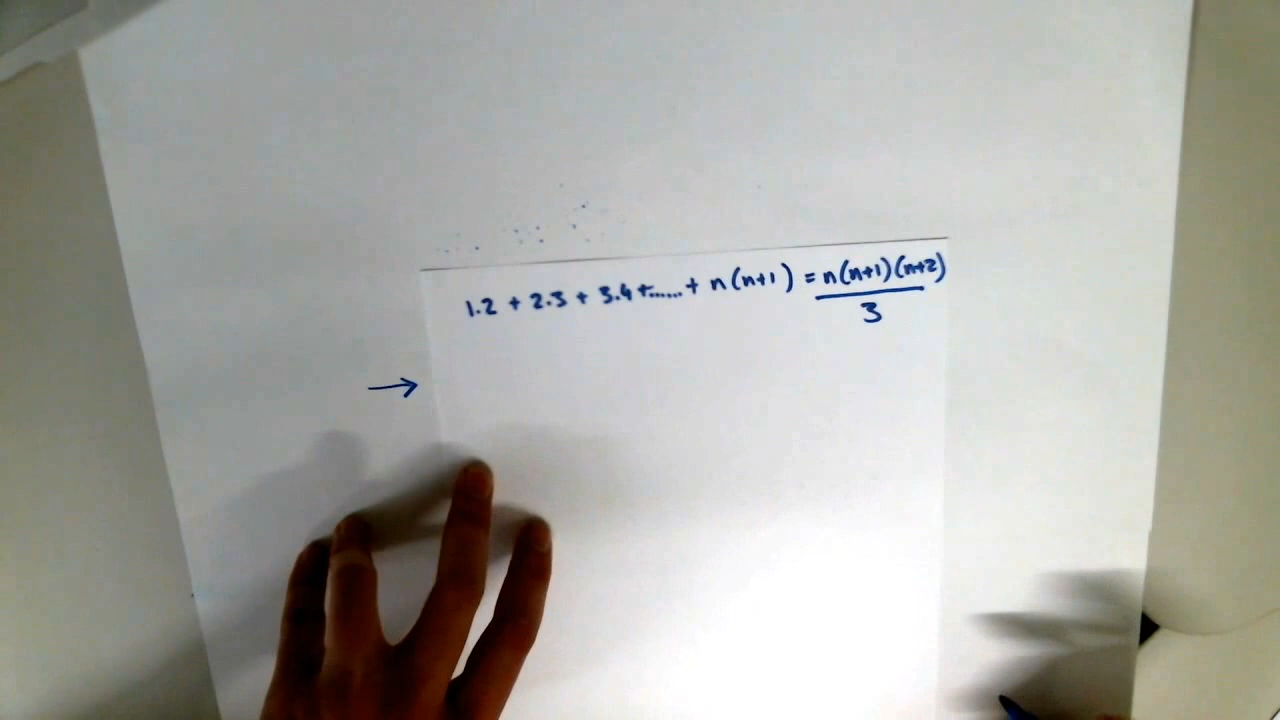 1.2 + 2.3 + 3.4 +......+ n(n+1) = n(n+1)(n+2)
3